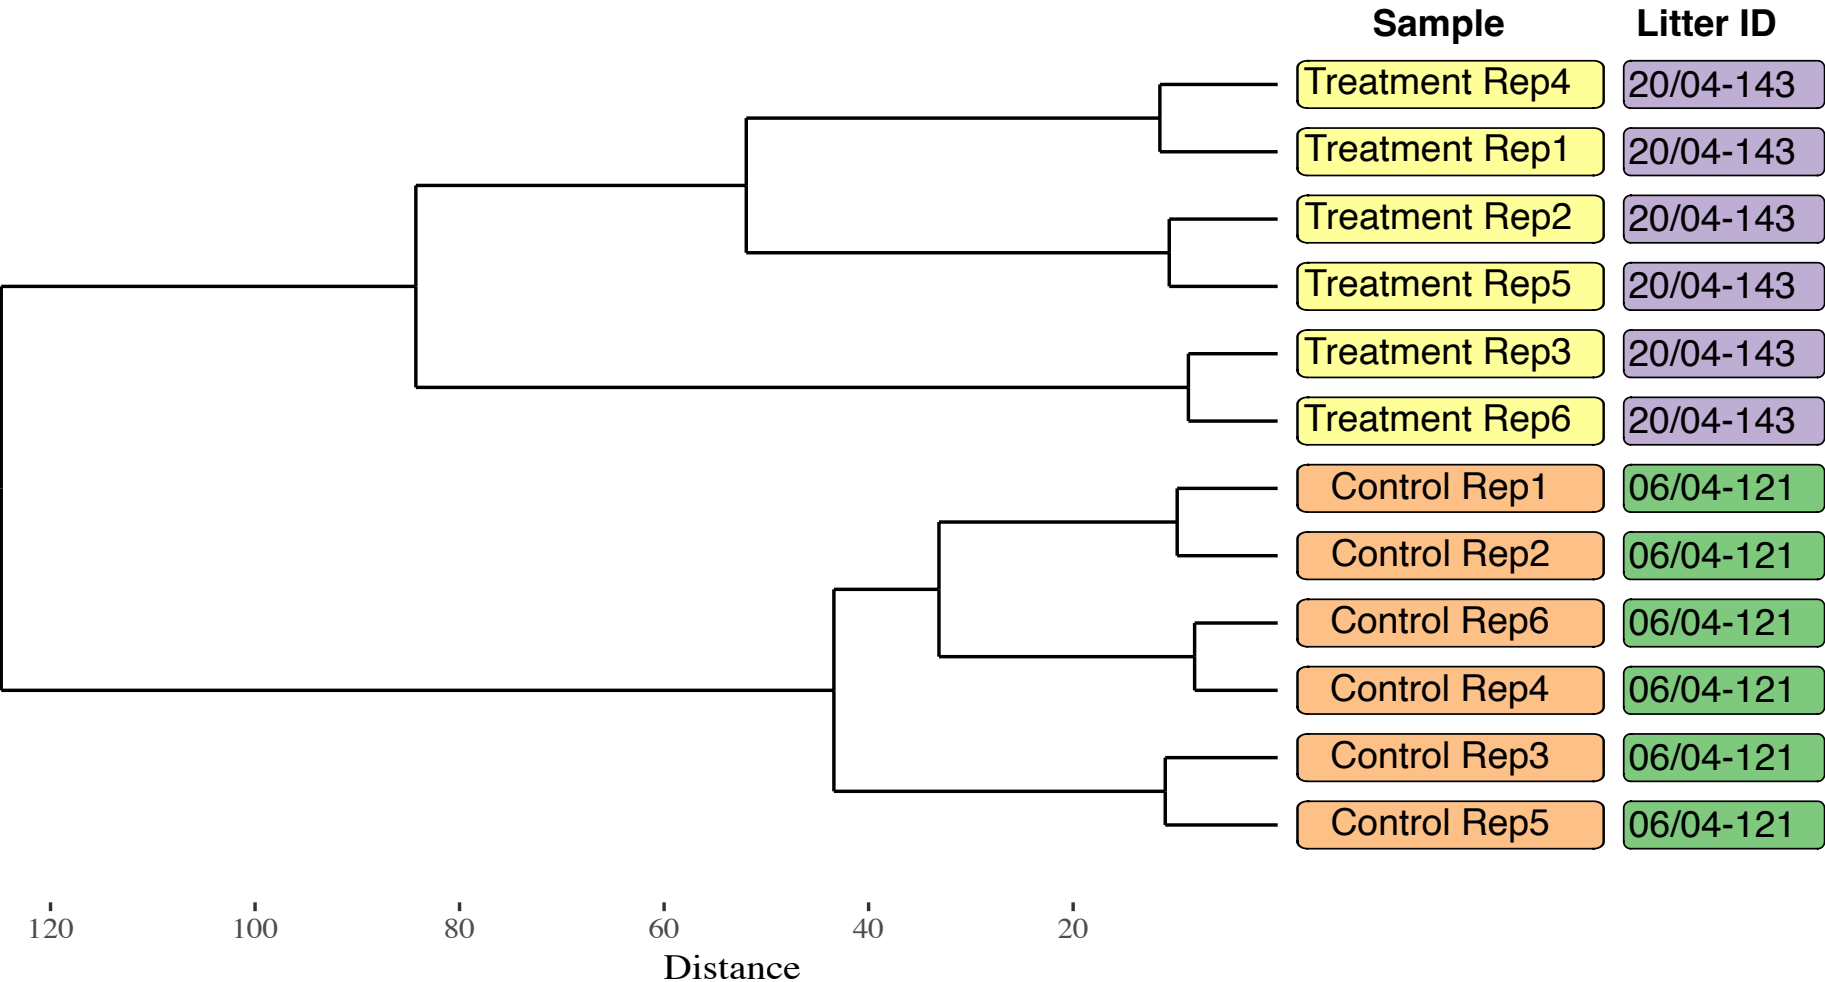 Sample Litter ID
Treatment Rep4 20/04-143
Treatment Rep1 20/04-143
Treatment Rep2 20/04-143
Treatment Rep5 20/04-143
Treatment Rep3 20/04-143
Treatment Rep6 20/04-143
Control Rep1 06/04-121
Control Rep2 06/04-121
Control Rep6 06/04-121
Control Rep4 06/04-121
Control Rep3 06/04-121
Control Rep5 06/04-121
120 100 80 60 40 20
Distance